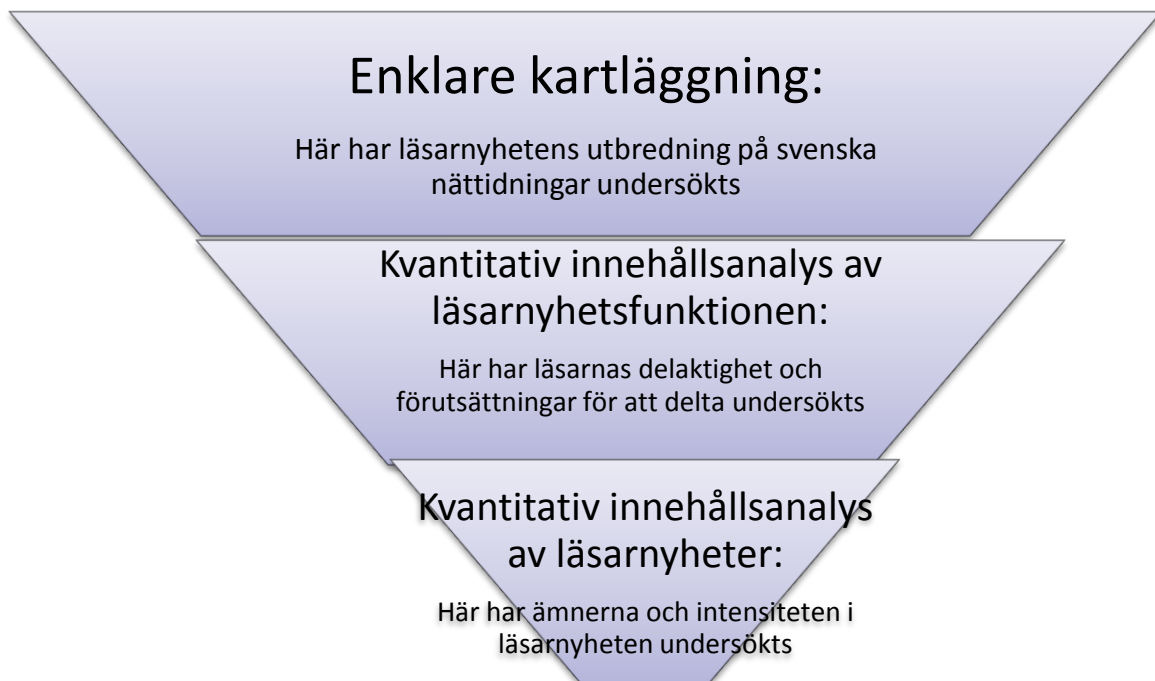 Enklare kartläggning:
Här har läsarnyhetens utbredning på svenska
nättidningar undersökts
Kvantitativ innehållsanalys av
läsarnyhetsfunktionen:
Här har läsarnas delaktighet och
förutsättningar för att delta undersökts
Kvantitativ innehållsanalys
av läsarnyheter:
Här har ämnerna och intensiteten i
läsarnyheten undersökts